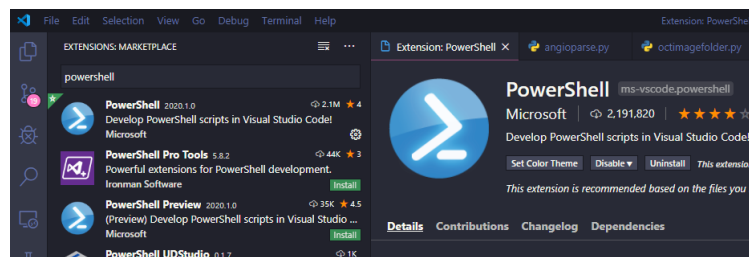 File Edit Selection View Go Debug Terminal Help
Extension: PowerShe
EXTENSIONS: MARKETPLACE
Extension: PowerShell
angioparse.py
octimagefolder.py
powershell
19
PowerShell 2020.1.0 2.1M ★ 4
Develop PowerShell scripts in Visual Studio Code!
Microsoft
PowerShell Pro Tools 5.8.2 44K ★ 3
Powerful extensions for PowerShell development.
Ironman Software Install
PowerShell Preview 2020.1.0 35K ★ 4.5
(Preview) Develop PowerShell scripts in Visual Studio ...
Microsoft Install
PowerShell UDStudio 0.1.7 1K
PowerShell ms-vscode.powershell
Microsoft 2,191,820
Develop PowerShell scripts in Visual Studio Code!
Set Color Theme Disable Uninstall This extensio
This extension is recommended based on the files you
Details Contributions Changelog Dependencies